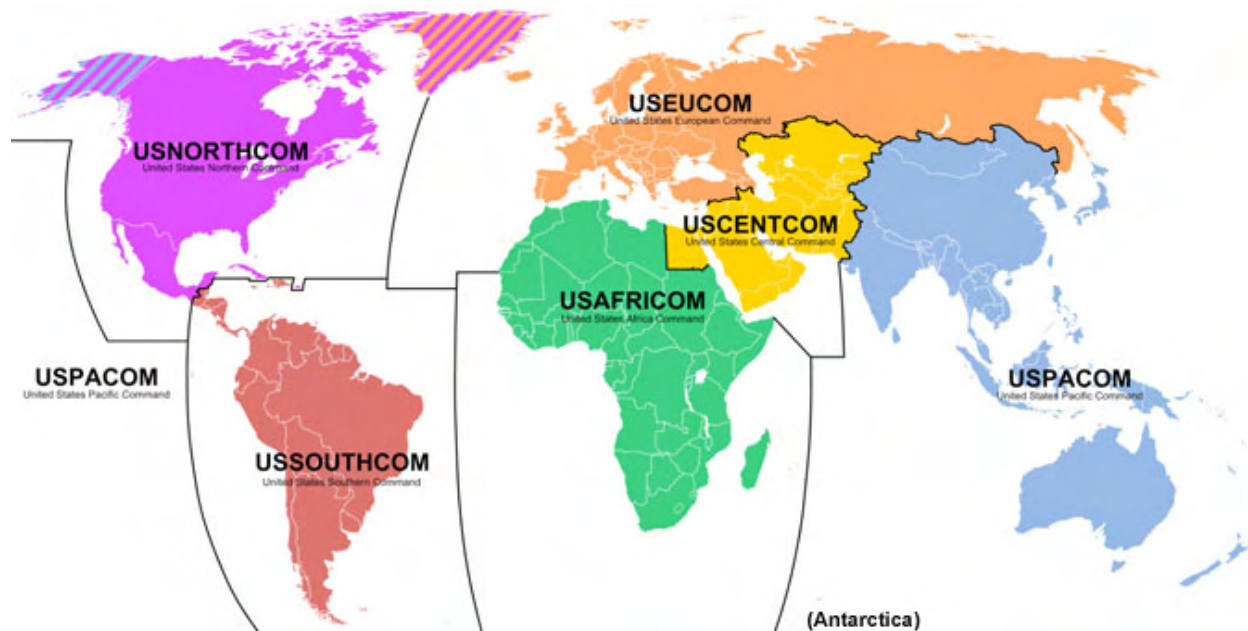 USEUCOM
United States European Command
USNORTHCOM
United States Northern Command
USCENTCOM
United States Central Command
USAFRICOM
United States Africa Command
USPACOM
United States Pacific Command
USPACOM
United States Pacific Command
USSOUTHCOM
United States Southern Command
(Antarctica)